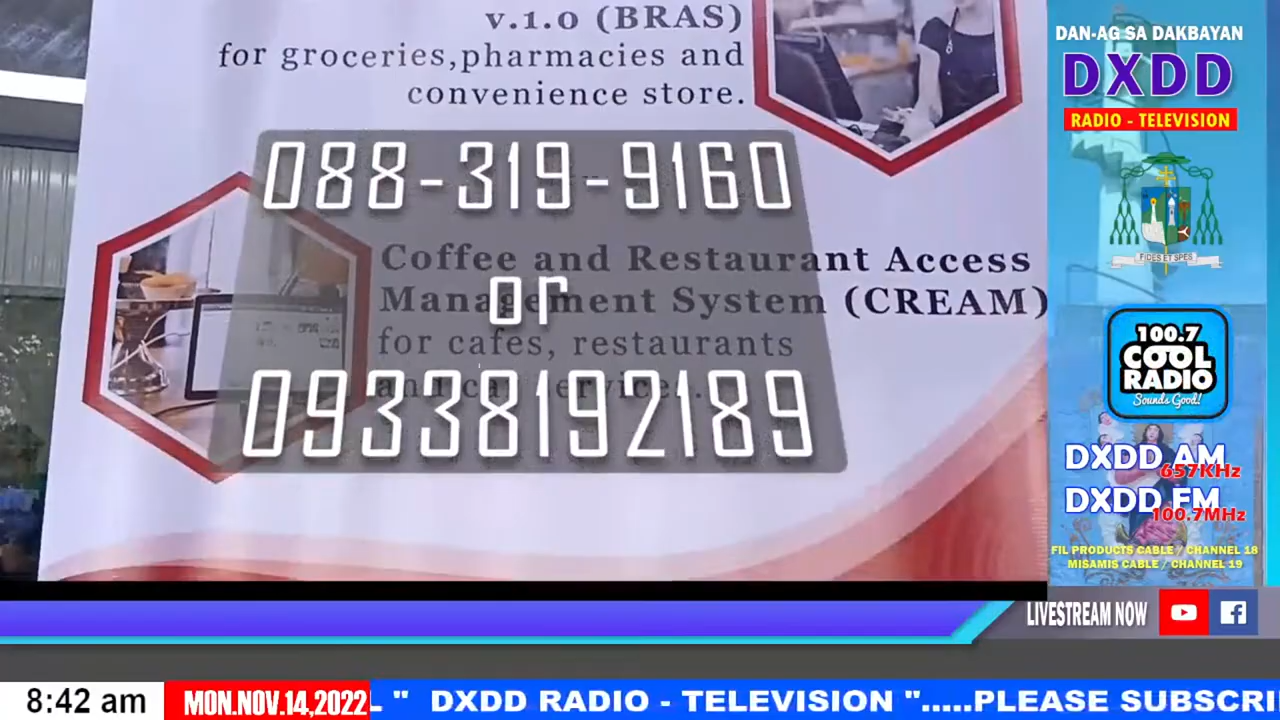 v.1.0 (BRAS)
for groceries,pharmacies and
convenience store.
088-319-9160
Coffee and Restaurant Access
or
Management System (CREAM)
for cafes, restaurants
and car services.
09338192189
DAN-AG SA DAKBAYAN
DXDD
RADIO - TELEVISION
FIDES ET SPES
100.7
COOL
RADIO
Sounds Good!
DXDD AM
657KHz
DXDD FM
100.7MHz
FIL PRODUCTS CABLE / CHANNEL 18
MISAMIS CABLE / CHANNEL 19
LIVESTREAM NOW
8:42 am
MON.NOV.14,2022
L " DXDD RADIO - TELEVISION ".....PLEASE SUBSCRI